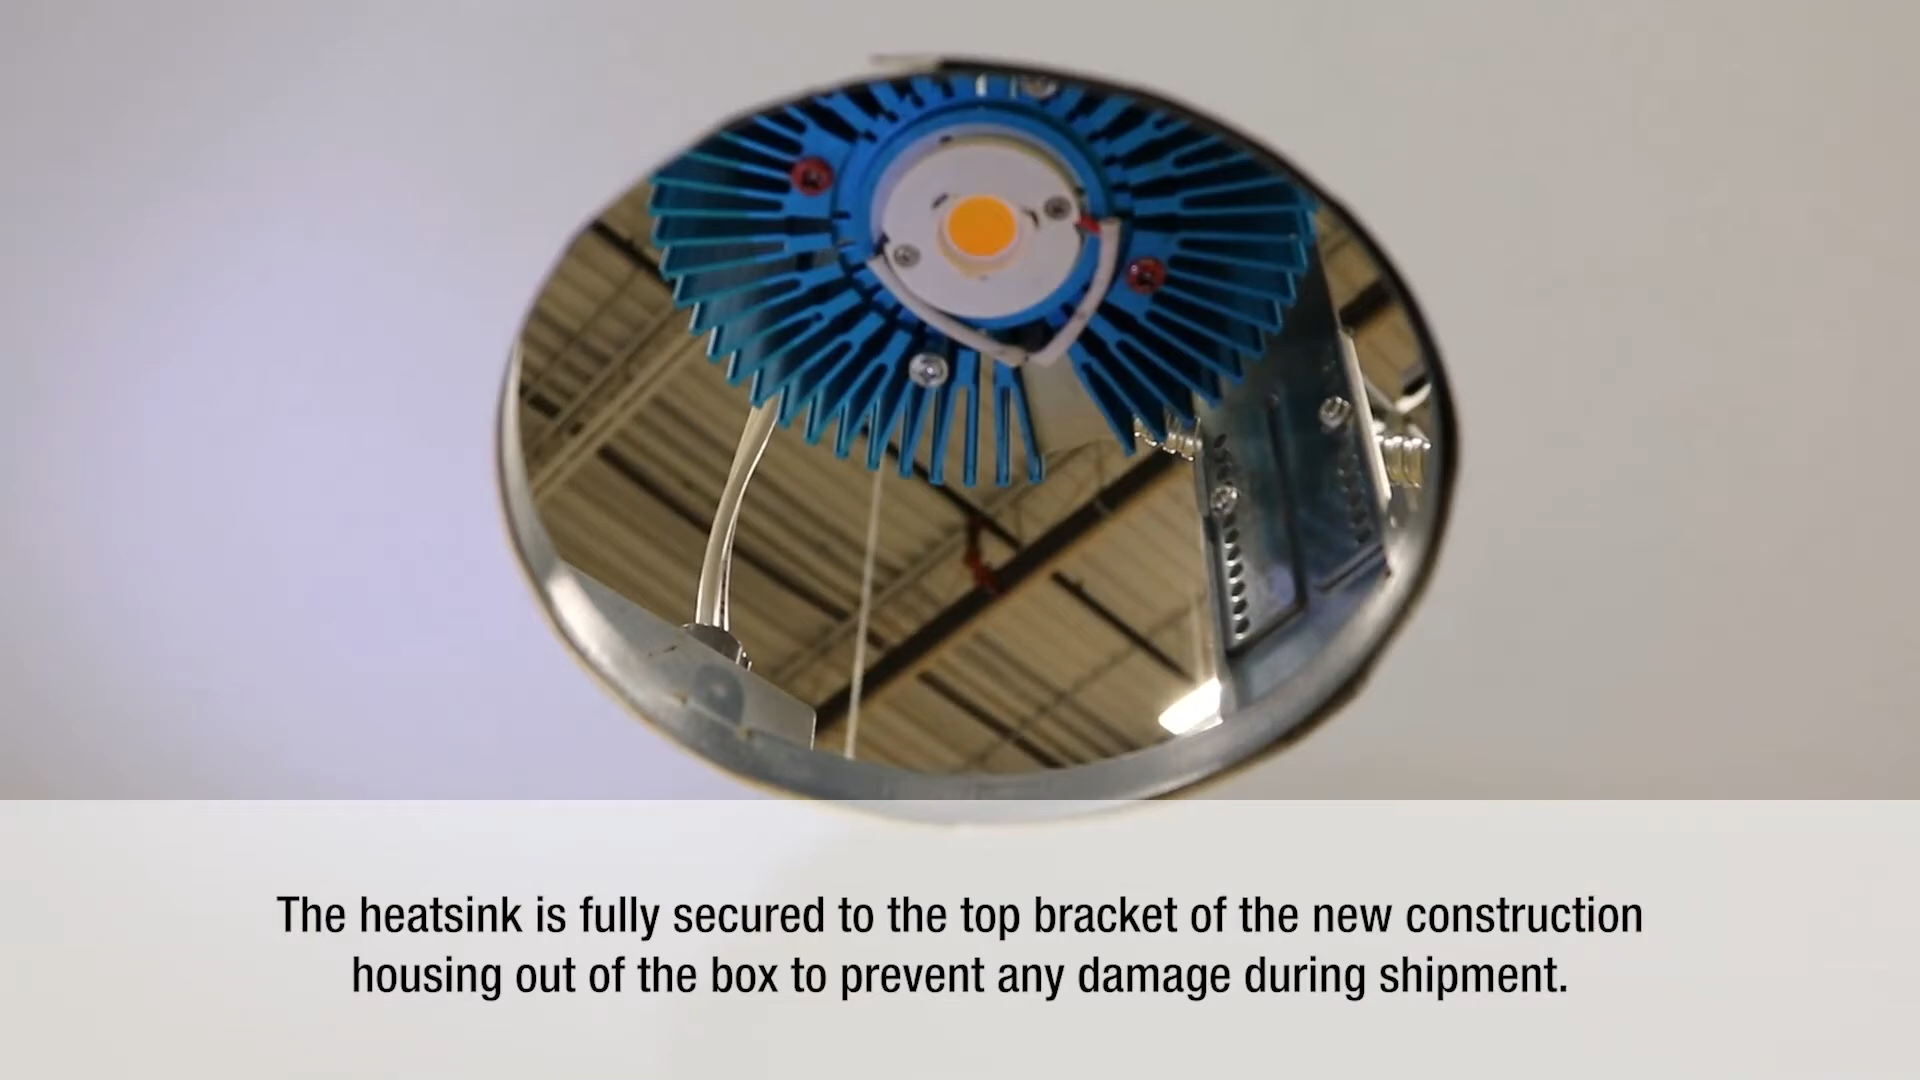 The heatsink is fully secured to the top bracket of the new construction
housing out of the box to prevent any damage during shipment.